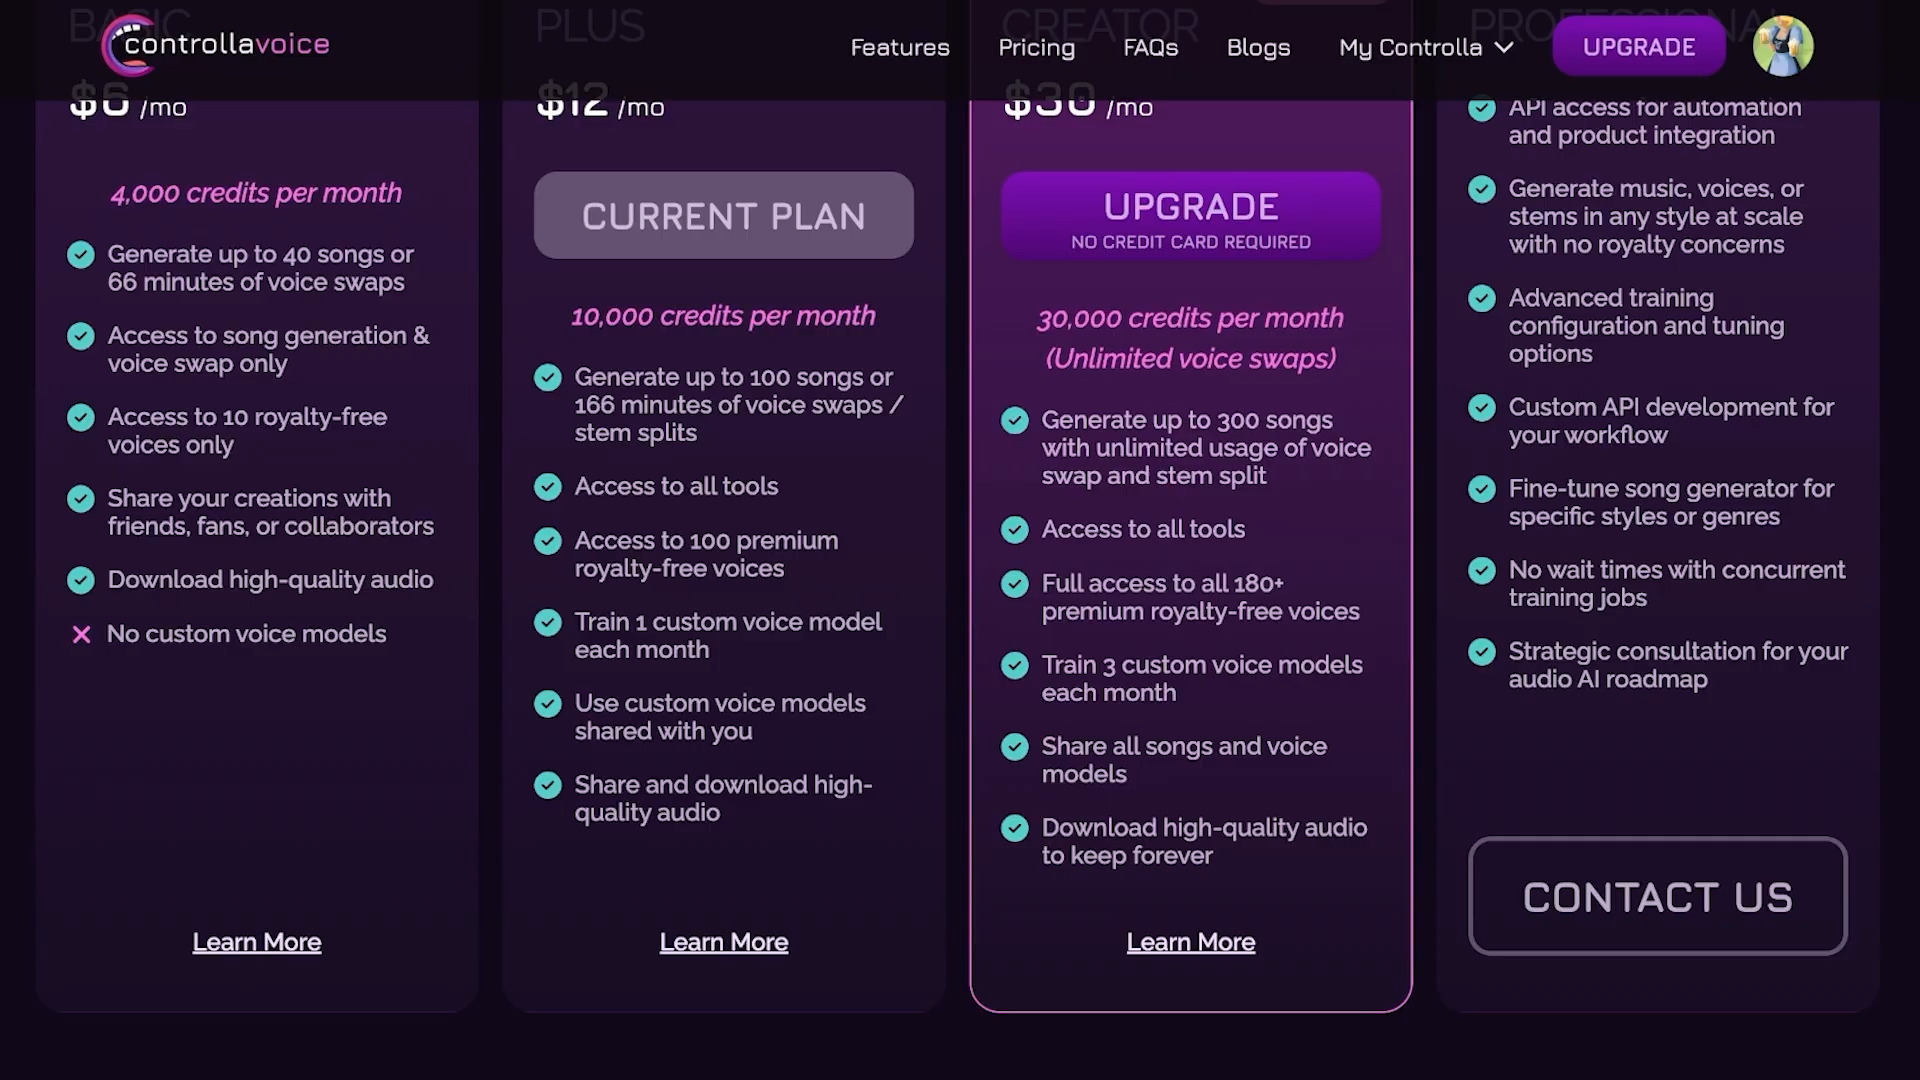 BASIC
PLUS
CREATOR
PROFESSIONAL
controllavoice
Features
Pricing
FAQs
Blogs
My Controlla
UPGRADE
$6 /mo
4,000 credits per month
Generate up to 40 songs or
66 minutes of voice swaps
Access to song generation &
voice swap only
Access to 10 royalty-free
voices only
Share your creations with
friends, fans, or collaborators
Download high-quality audio
No custom voice models
Learn More
$12 /mo
CURRENT PLAN
10,000 credits per month
Generate up to 100 songs or
166 minutes of voice swaps /
stem splits
Access to all tools
Access to 100 premium
royalty-free voices
Train 1 custom voice model
each month
Use custom voice models
shared with you
Share and download high-
quality audio
Learn More
$30 /mo
UPGRADE
NO CREDIT CARD REQUIRED
30,000 credits per month
(Unlimited voice swaps)
Generate up to 300 songs
with unlimited usage of voice
swap and stem split
Access to all tools
Full access to all 180+
premium royalty-free voices
Train 3 custom voice models
each month
Share all songs and voice
models
Download high-quality audio
to keep forever
Learn More
API access for automation
and product integration
Generate music, voices, or
stems in any style at scale
with no royalty concerns
Advanced training
configuration and tuning
options
Custom API development for
your workflow
Fine-tune song generator for
specific styles or genres
No wait times with concurrent
training jobs
Strategic consultation for your
audio AI roadmap
CONTACT US